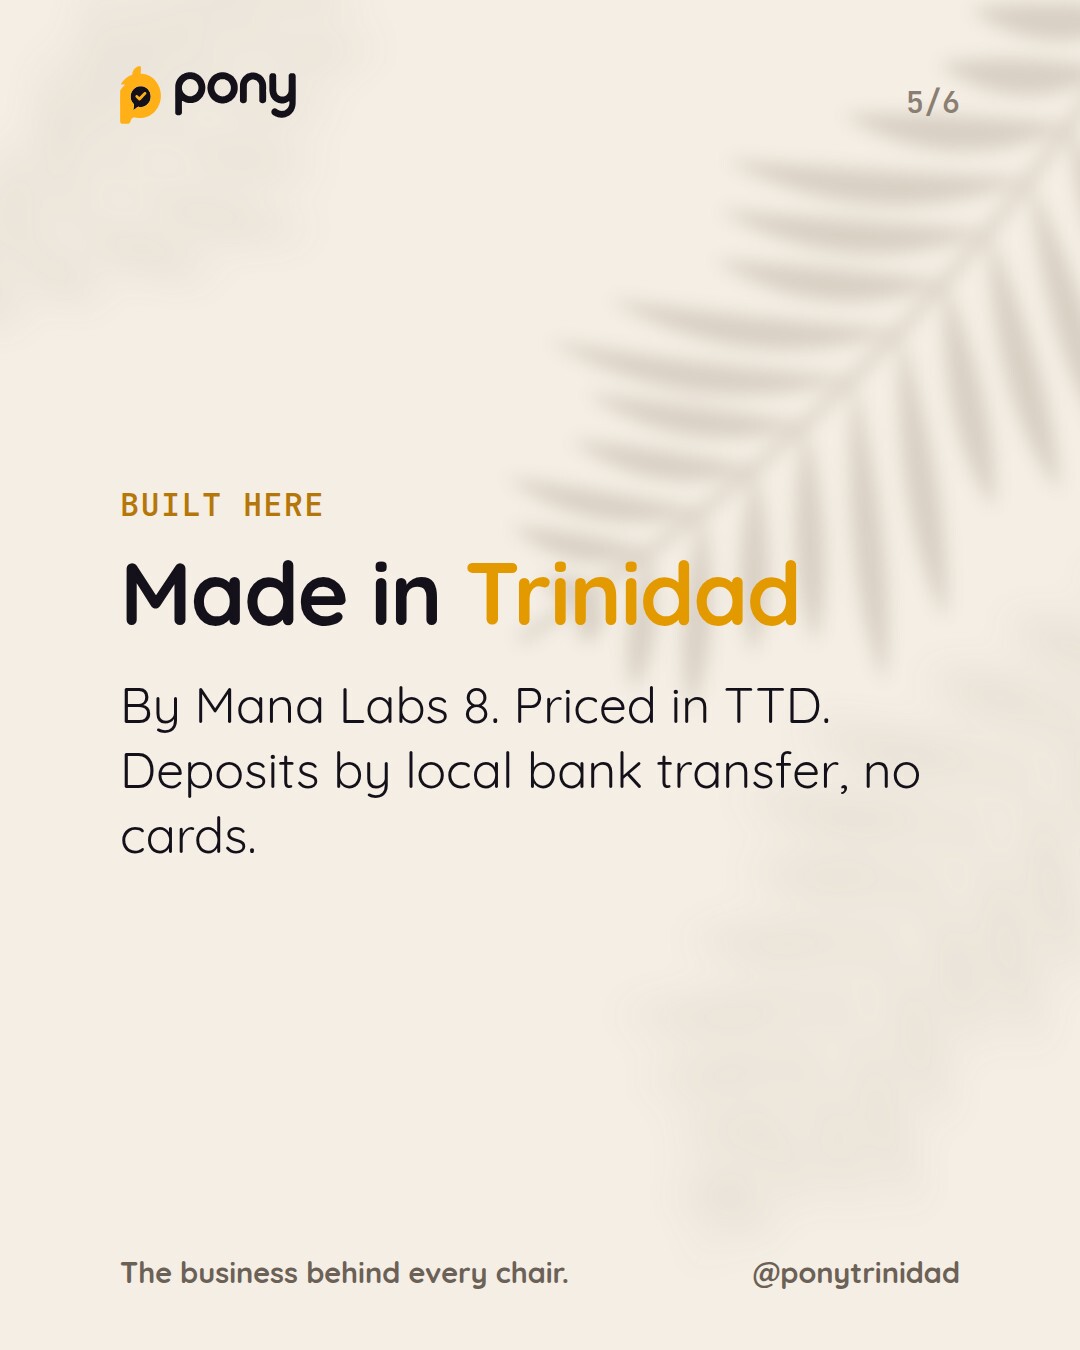 pony
5/6
BUILT HERE
Made in Trinidad
By Mana Labs 8. Priced in TTD.
Deposits by local bank transfer, no
cards.
The business behind every chair.
@ponytrinidad